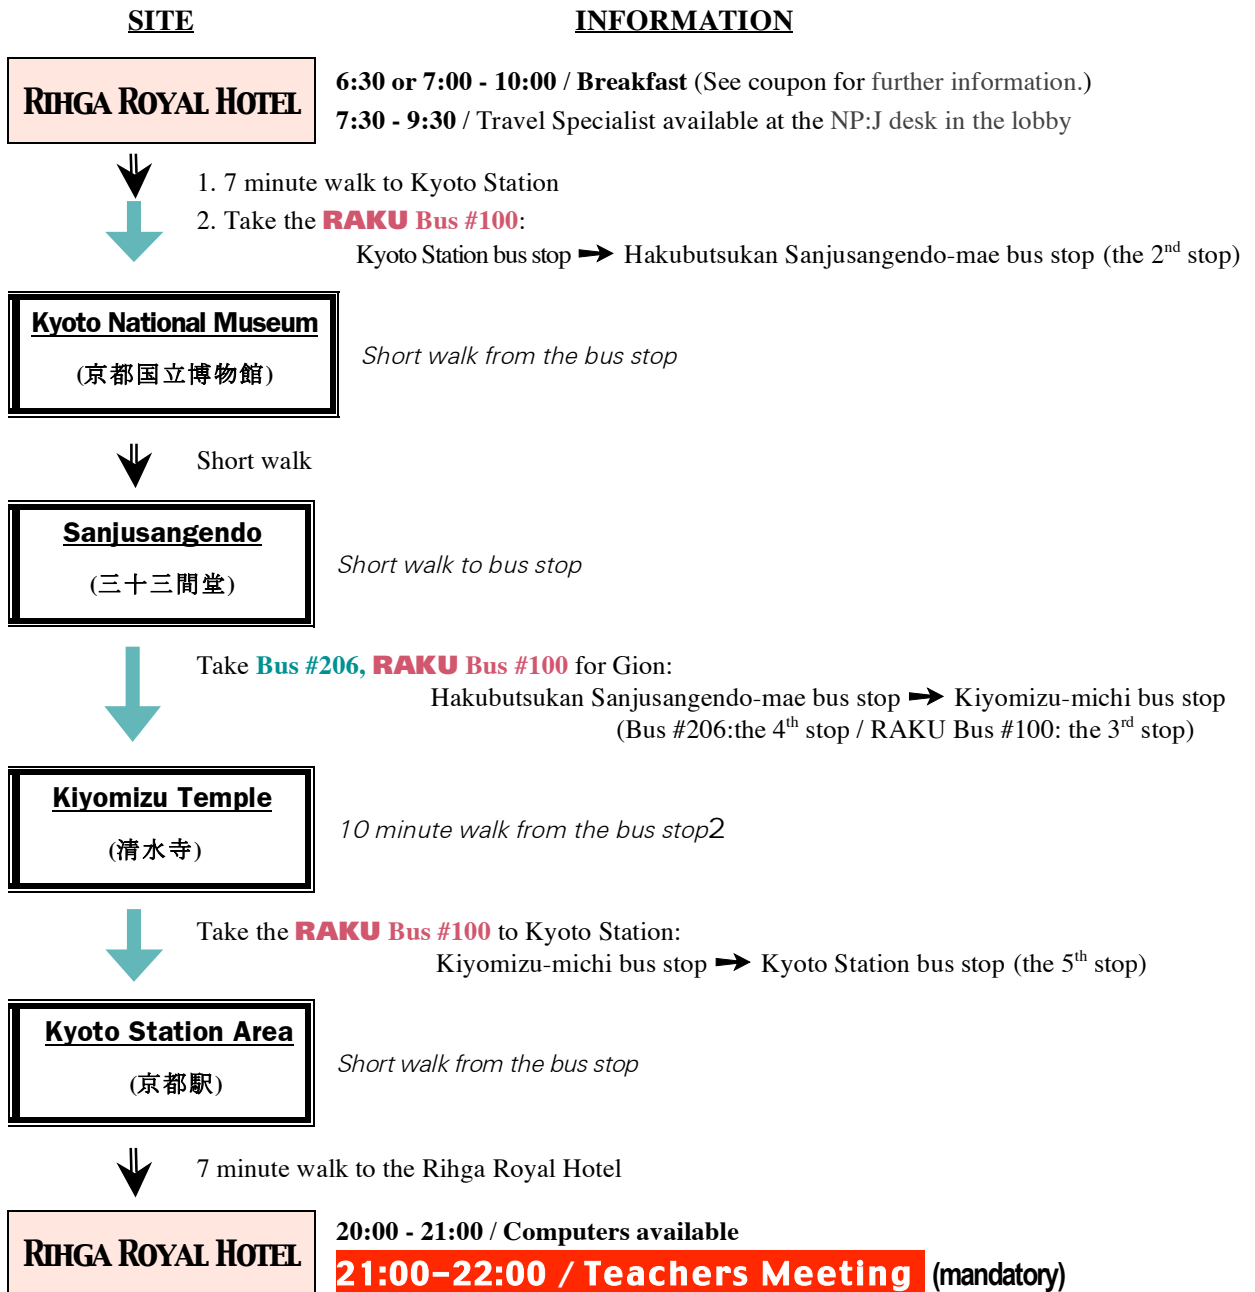 SITE INFORMATION
RIHGA ROYAL HOTEL
6:30 or 7:00 - 10:00 / Breakfast (See coupon for further information.)
7:30 - 9:30 / Travel Specialist available at the NP:J desk in the lobby
1. 7 minute walk to Kyoto Station
2. Take the RAKU Bus #100:
Kyoto Station bus stop ➨ Hakubutsukan Sanjusangendo-mae bus stop (the 2nd stop)
Kyoto National Museum
(京都国立博物館)
Short walk from the bus stop
Short walk
Sanjusangendo
(三十三間堂)
Short walk to bus stop
Take Bus #206, RAKU Bus #100 for Gion:
Hakubutsukan Sanjusangendo-mae bus stop ➨ Kiyomizu-michi bus stop
(Bus #206:the 4th stop / RAKU Bus #100: the 3rd stop)
Kiyomizu Temple
(清水寺)
10 minute walk from the bus stop2
Take the RAKU Bus #100 to Kyoto Station:
Kiyomizu-michi bus stop ➨ Kyoto Station bus stop (the 5th stop)
Kyoto Station Area
(京都駅)
Short walk from the bus stop
7 minute walk to the Rihga Royal Hotel
RIHGA ROYAL HOTEL
20:00 - 21:00 / Computers available
21:00–22:00 / Teachers Meeting (mandatory)